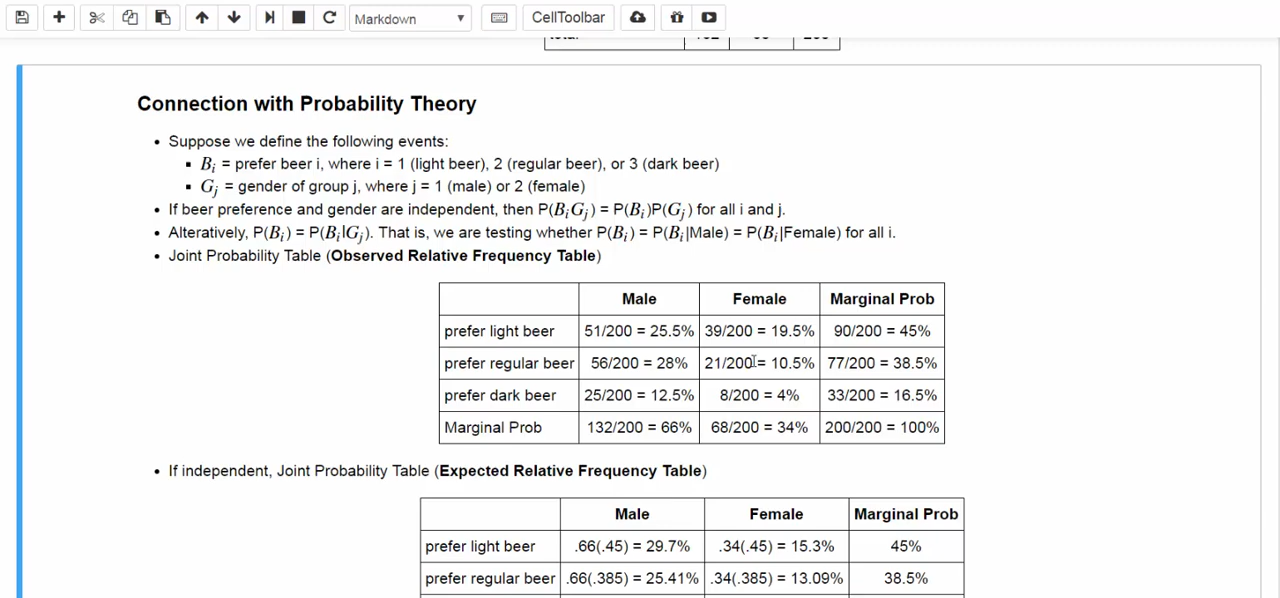 Markdown CellToolbar
Connection with Probability Theory
Suppose we define the following events:
Bi = prefer beer i, where i = 1 (light beer), 2 (regular beer), or 3 (dark beer)
Gj = gender of group j, where j = 1 (male) or 2 (female)
If beer preference and gender are independent, then P(BiGj) = P(Bi)P(Gj) for all i and j.
Alteratively, P(Bi) = P(Bi|Gj). That is, we are testing whether P(Bi) = P(Bi|Male) = P(Bi|Female) for all i.
Joint Probability Table (Observed Relative Frequency Table)
Male Female Marginal Prob
prefer light beer 51/200 = 25.5% 39/200 = 19.5% 90/200 = 45%
prefer regular beer 56/200 = 28% 21/200 = 10.5% 77/200 = 38.5%
prefer dark beer 25/200 = 12.5% 8/200 = 4% 33/200 = 16.5%
Marginal Prob 132/200 = 66% 68/200 = 34% 200/200 = 100%
If independent, Joint Probability Table (Expected Relative Frequency Table)
Male Female Marginal Prob
prefer light beer .66(.45) = 29.7% .34(.45) = 15.3% 45%
prefer regular beer .66(.385) = 25.41% .34(.385) = 13.09% 38.5%